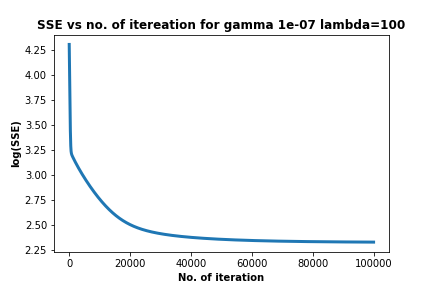 SSE vs no. of itereation for gamma 1e-07 lambda=100
4.25
4.00
3.75
3.50
3.25
3.00
2.75
2.50
2.25
log(SSE)
0 20000 40000 60000 80000 100000
No. of iteration